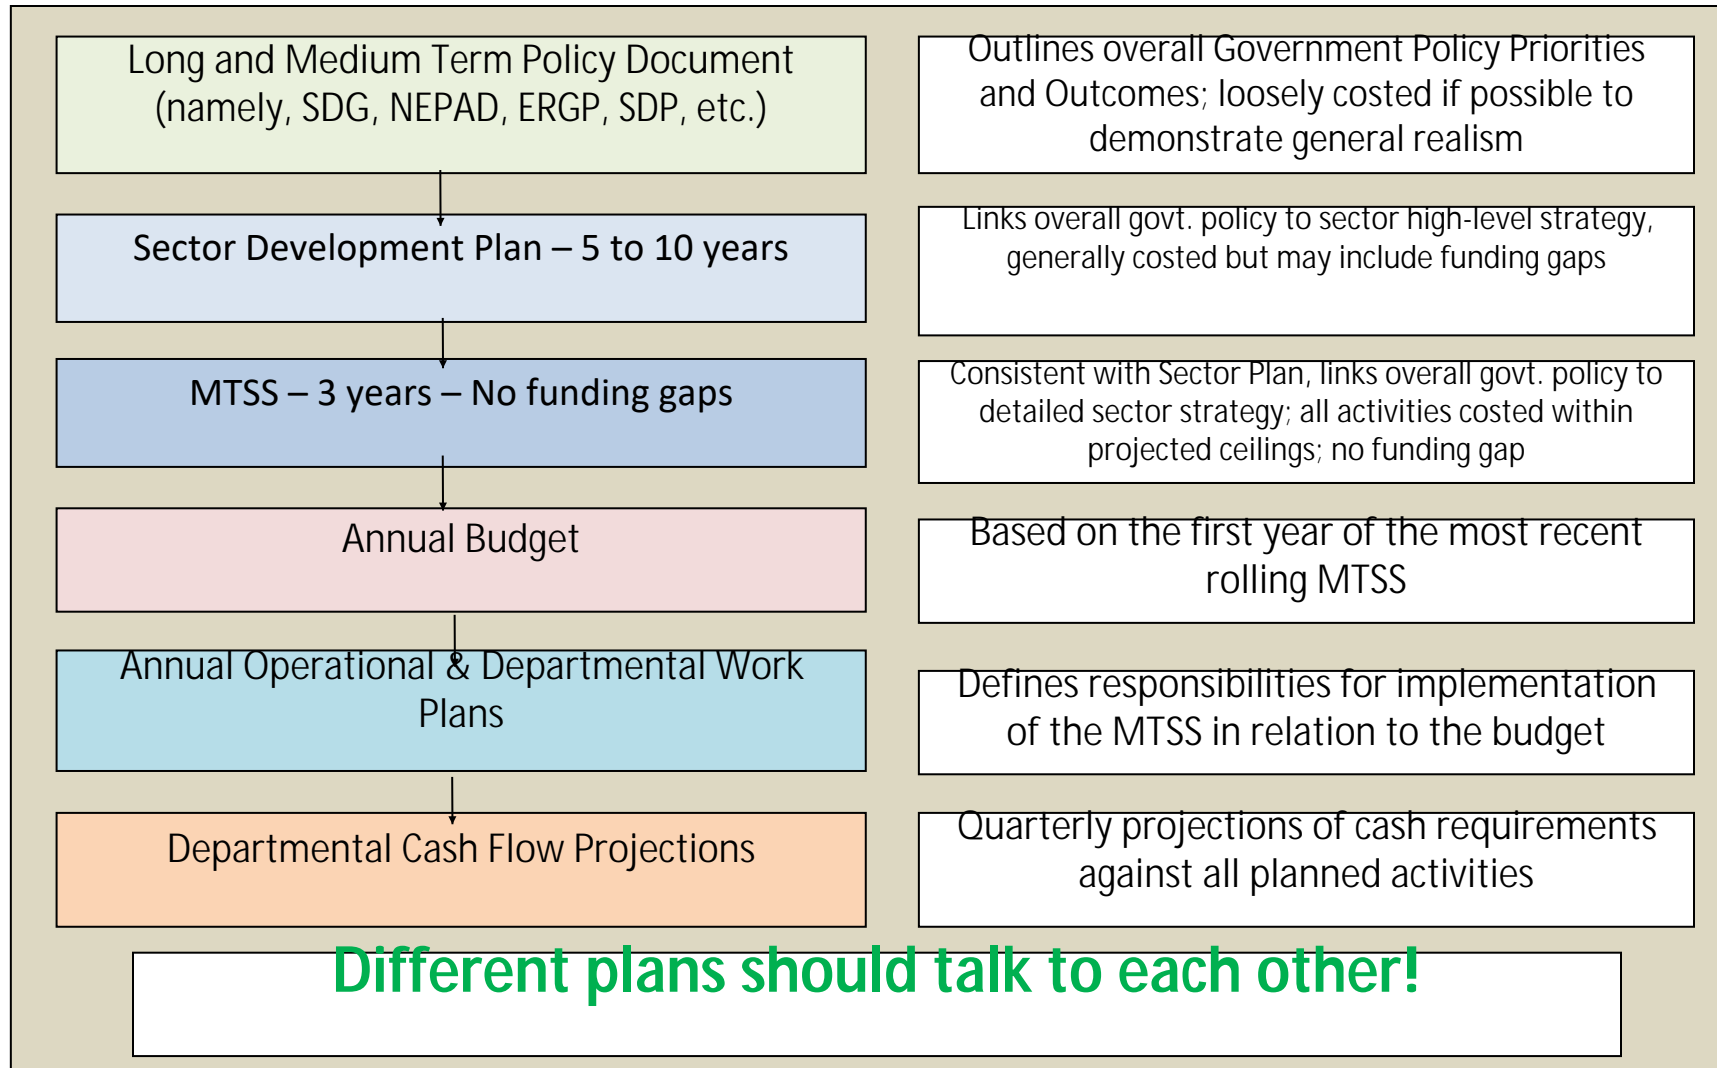 Long and Medium Term Policy Document
(namely, SDG, NEPAD, ERGP, SDP, etc.)
Outlines overall Government Policy Priorities
and Outcomes; loosely costed if possible to
demonstrate general realism
Sector Development Plan – 5 to 10 years
Links overall govt. policy to sector high-level strategy,
generally costed but may include funding gaps
MTSS – 3 years – No funding gaps
Consistent with Sector Plan, links overall govt. policy to
detailed sector strategy; all activities costed within
projected ceilings; no funding gap
Annual Budget
Based on the first year of the most recent
rolling MTSS
Annual Operational & Departmental Work
Plans
Defines responsibilities for implementation
of the MTSS in relation to the budget
Departmental Cash Flow Projections
Quarterly projections of cash requirements
against all planned activities
Different plans should talk to each other!